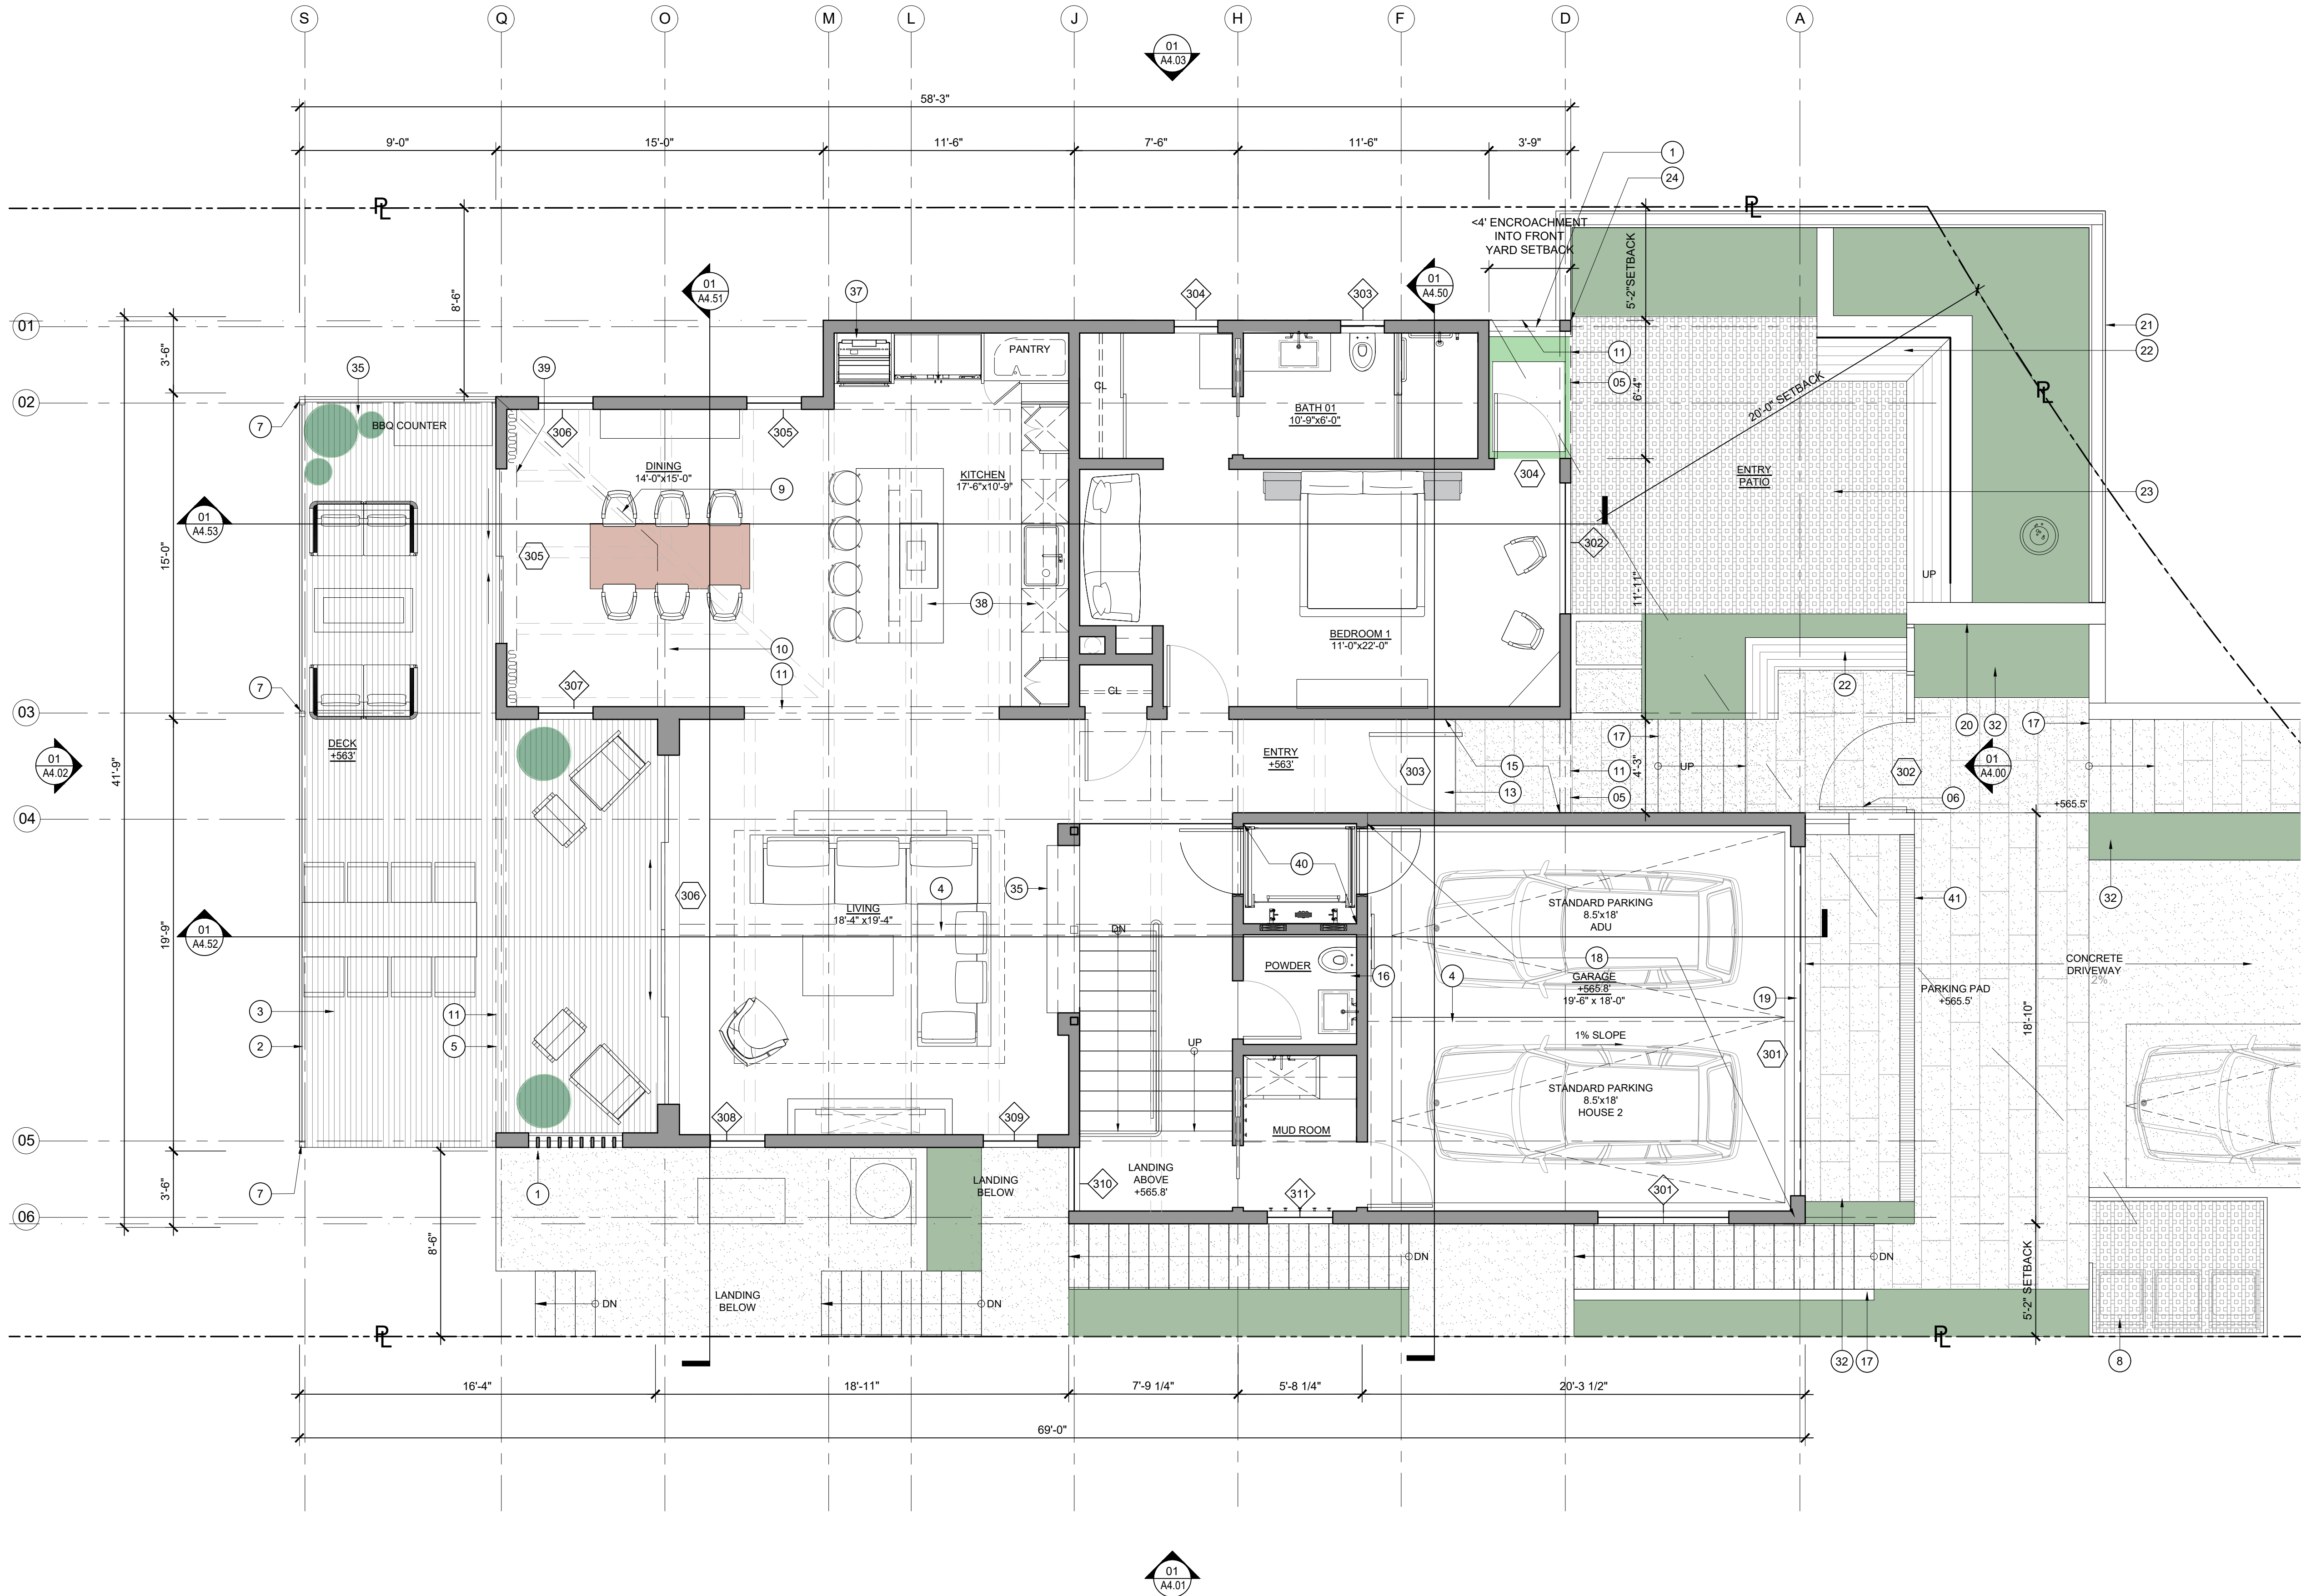 S
Q
O
M
L
J
H
F
D
A
01
A4.03
58'-3"
9'-0"
15'-0"
11'-6"
7'-6"
11'-6"
3'-9"
1
24
PL
PL
<4' ENCROACHMENT
INTO FRONT
YARD SETBACK
5'-2"SETBACK
8'-6"
01
A4.51
37
304
303
01
A4.50
01
3'-6"
21
22
11
PANTRY
35
39
CL
05
6'-4"
20'-0" SETBACK
PL
02
7
BBQ COUNTER
306
305
BATH 01
10'-9"x6'-0"
DINING
14'-0"x15'-0"
KITCHEN
17'-6"x10'-9"
304
ENTRY
PATIO
9
23
01
A4.53
302
305
15'-0"
UP
11'-11"
38
BEDROOM 1
11'-0"x22'-0"
10
11
22
7
307
CL
03
20
32
17
DECK
+563'
ENTRY
+563'
17
01
A4.02
41'-9"
303
15
11
4'-3"
UP
302
01
A4.00
13
05
06
+565.5'
04
40
306
4
35
32
41
STANDARD PARKING
8.5'x18'
ADU
LIVING
18'-4" x19'-4"
01
A4.52
19'-9"
DN
18
CONCRETE
DRIVEWAY
2%
POWDER
16
4
GARAGE
+565.8'
19'-6" x 18'-0"
PARKING PAD
+565.5'
19
3
11
18'-10"
2
5
1% SLOPE
UP
301
STANDARD PARKING
8.5'x18'
HOUSE 2
308
309
MUD ROOM
05
LANDING
BELOW
LANDING
ABOVE
+565.8'
310
311
301
7
3'-6"
1
06
8'-6"
DN
DN
LANDING
BELOW
DN
DN
5'-2" SETBACK
PL
PL
32
17
8
16'-4"
18'-11"
7'-9 1/4"
5'-8 1/4"
20'-3 1/2"
69'-0"
01
A4.01